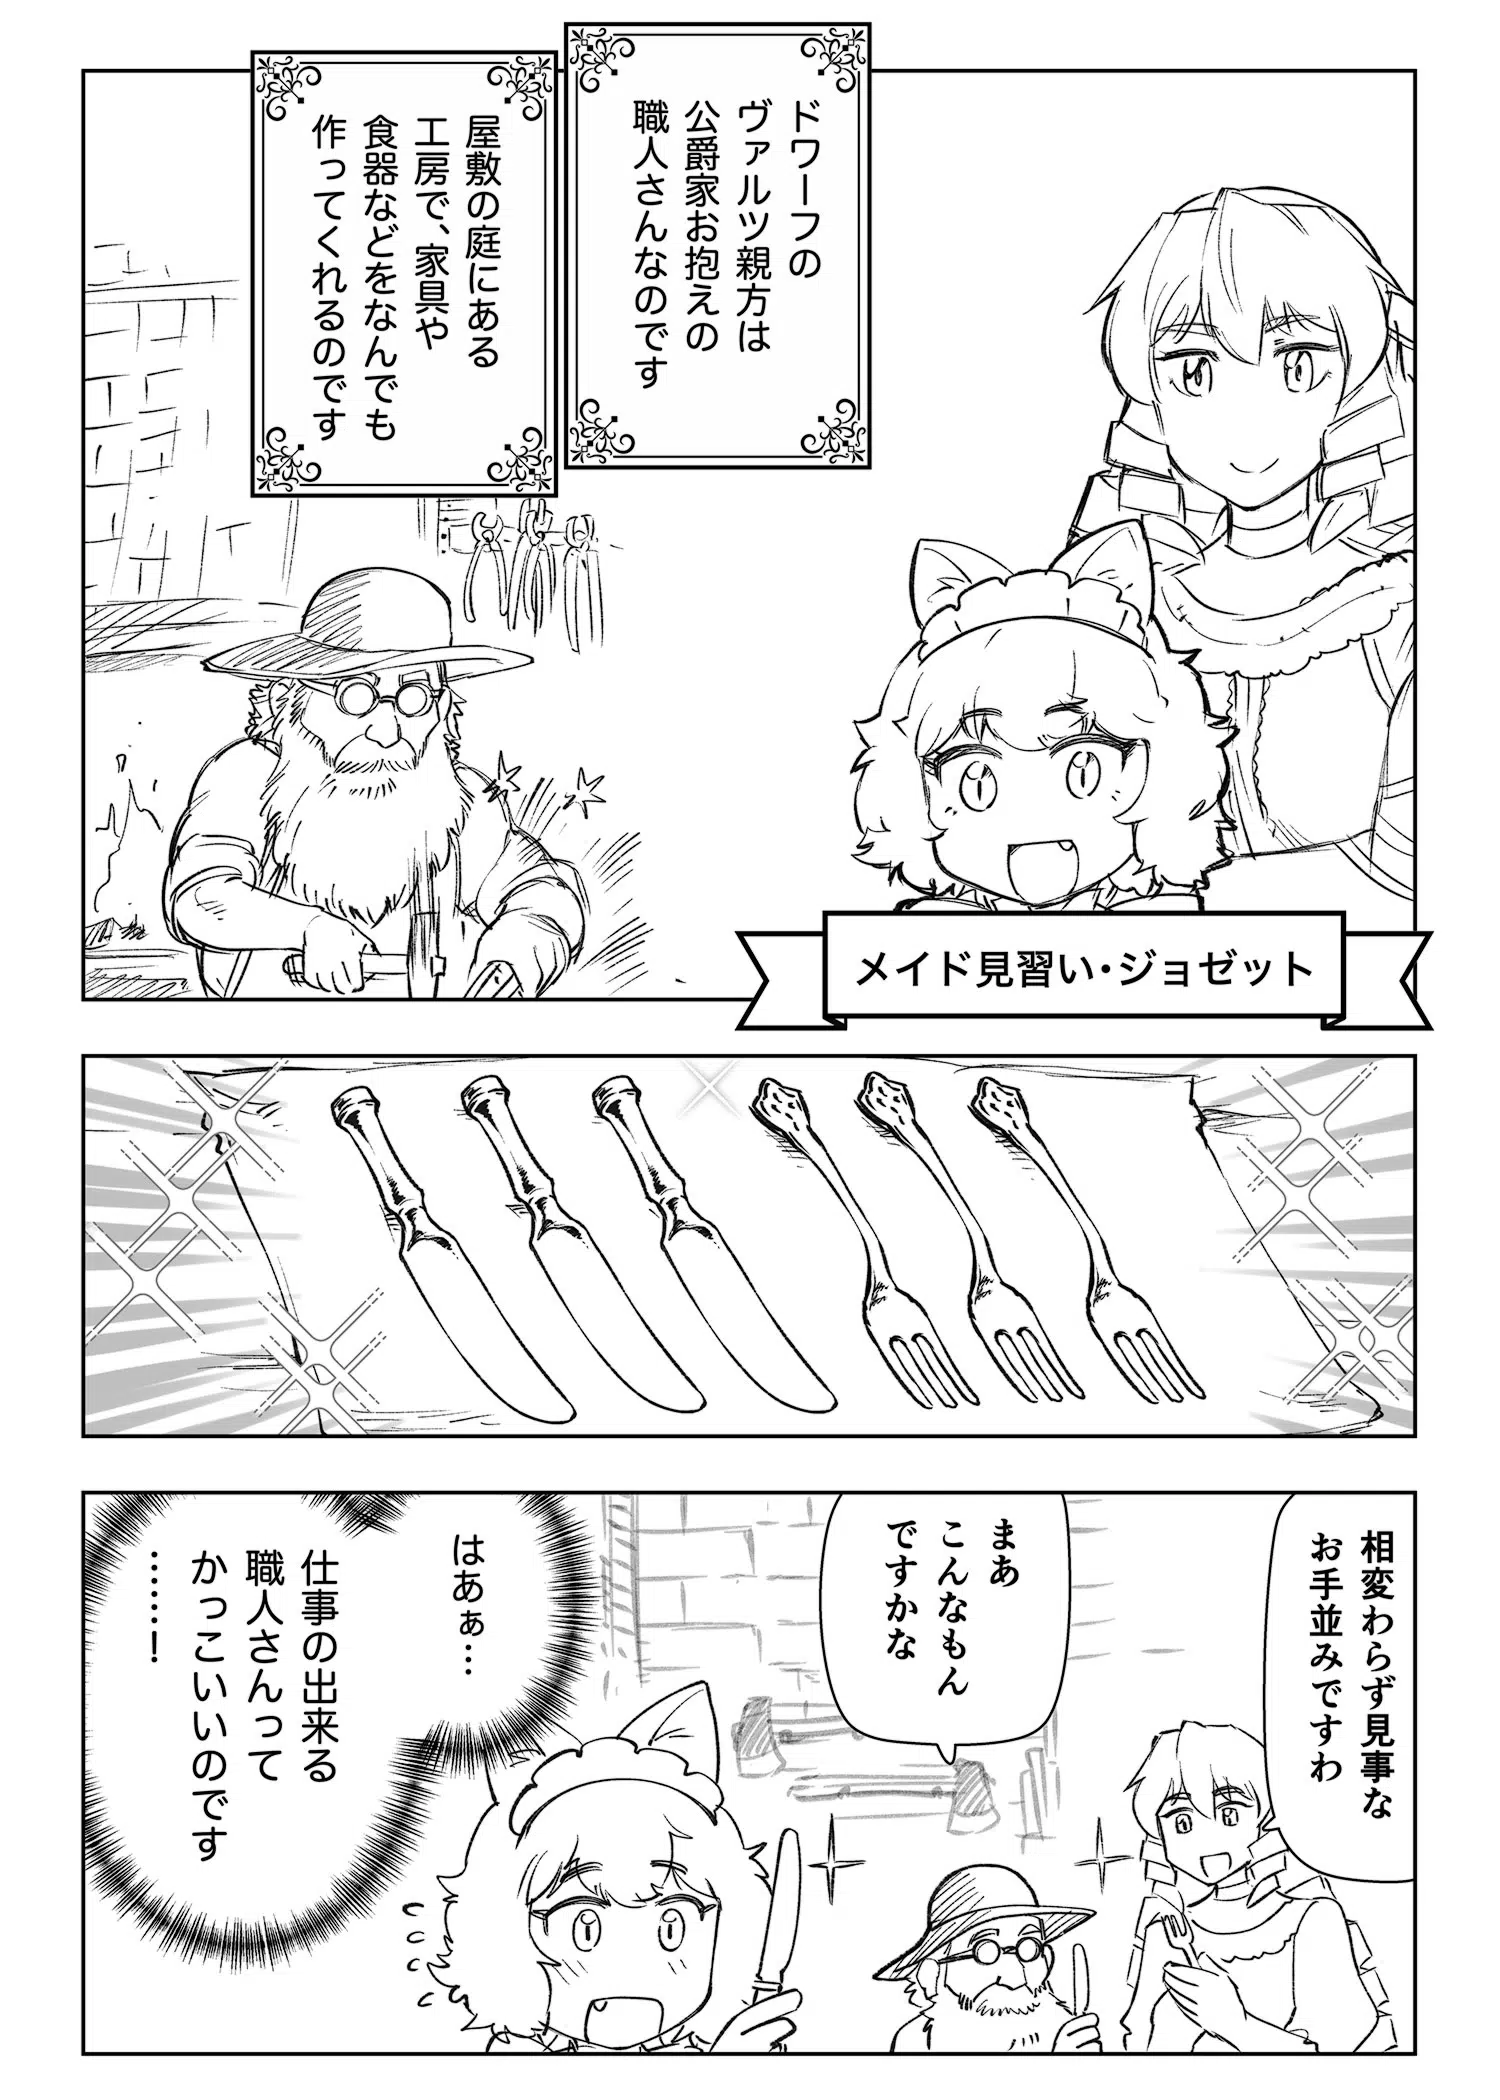 ドワーフの
ヴァルツ親方は
公爵家お抱えの
職人さんなのです
屋敷の庭にある
工房で、家具や
食器などをなんでも
作ってくれるのです
メイド見習い・ジョゼット
相変わらず見事な
お手並みですわ
まあ
こんなもん
ですかな
はあぁ…
仕事の出来る
職人さんって
かっこいいのです
……！